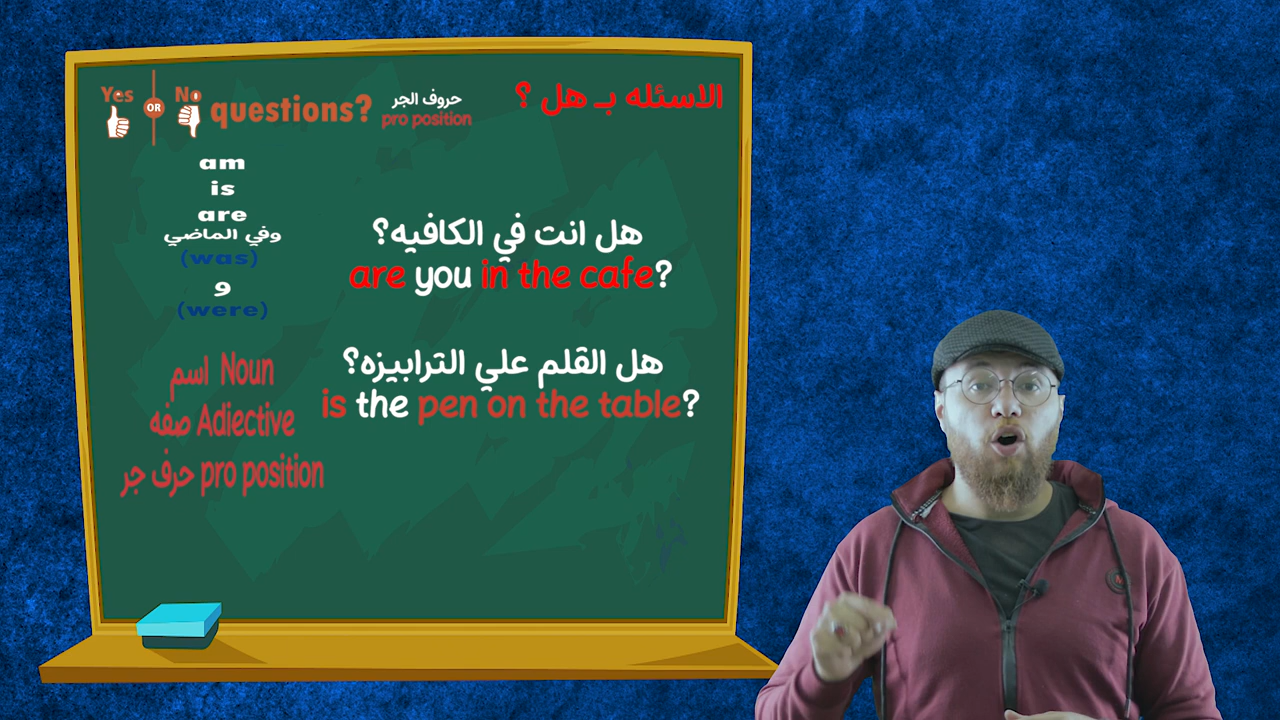 Yes OR No questions?
حروف الجر
pro position
الاسئله بـ هل ؟
am
is
are
وفي الماضي
(was)
و
(were)
اسم Noun
صفه Adiective
حرف جر pro position
هل انت في الكافيه؟
are you in the cafe?
هل القلم علي الترابيزه؟
is the pen on the table?